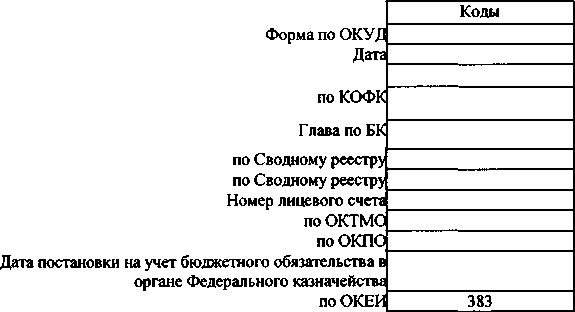 Коды
Форма по ОКУД
Дата
по КОФК
Глава по БК
по Сводному реестру
по Сводному реестру
Номер лицевого счета
по ОКТМО
по ОКПО
Дата постановки на учет бюджетного обязательства в
органе Федерального казначейства
по ОКЕИ 383